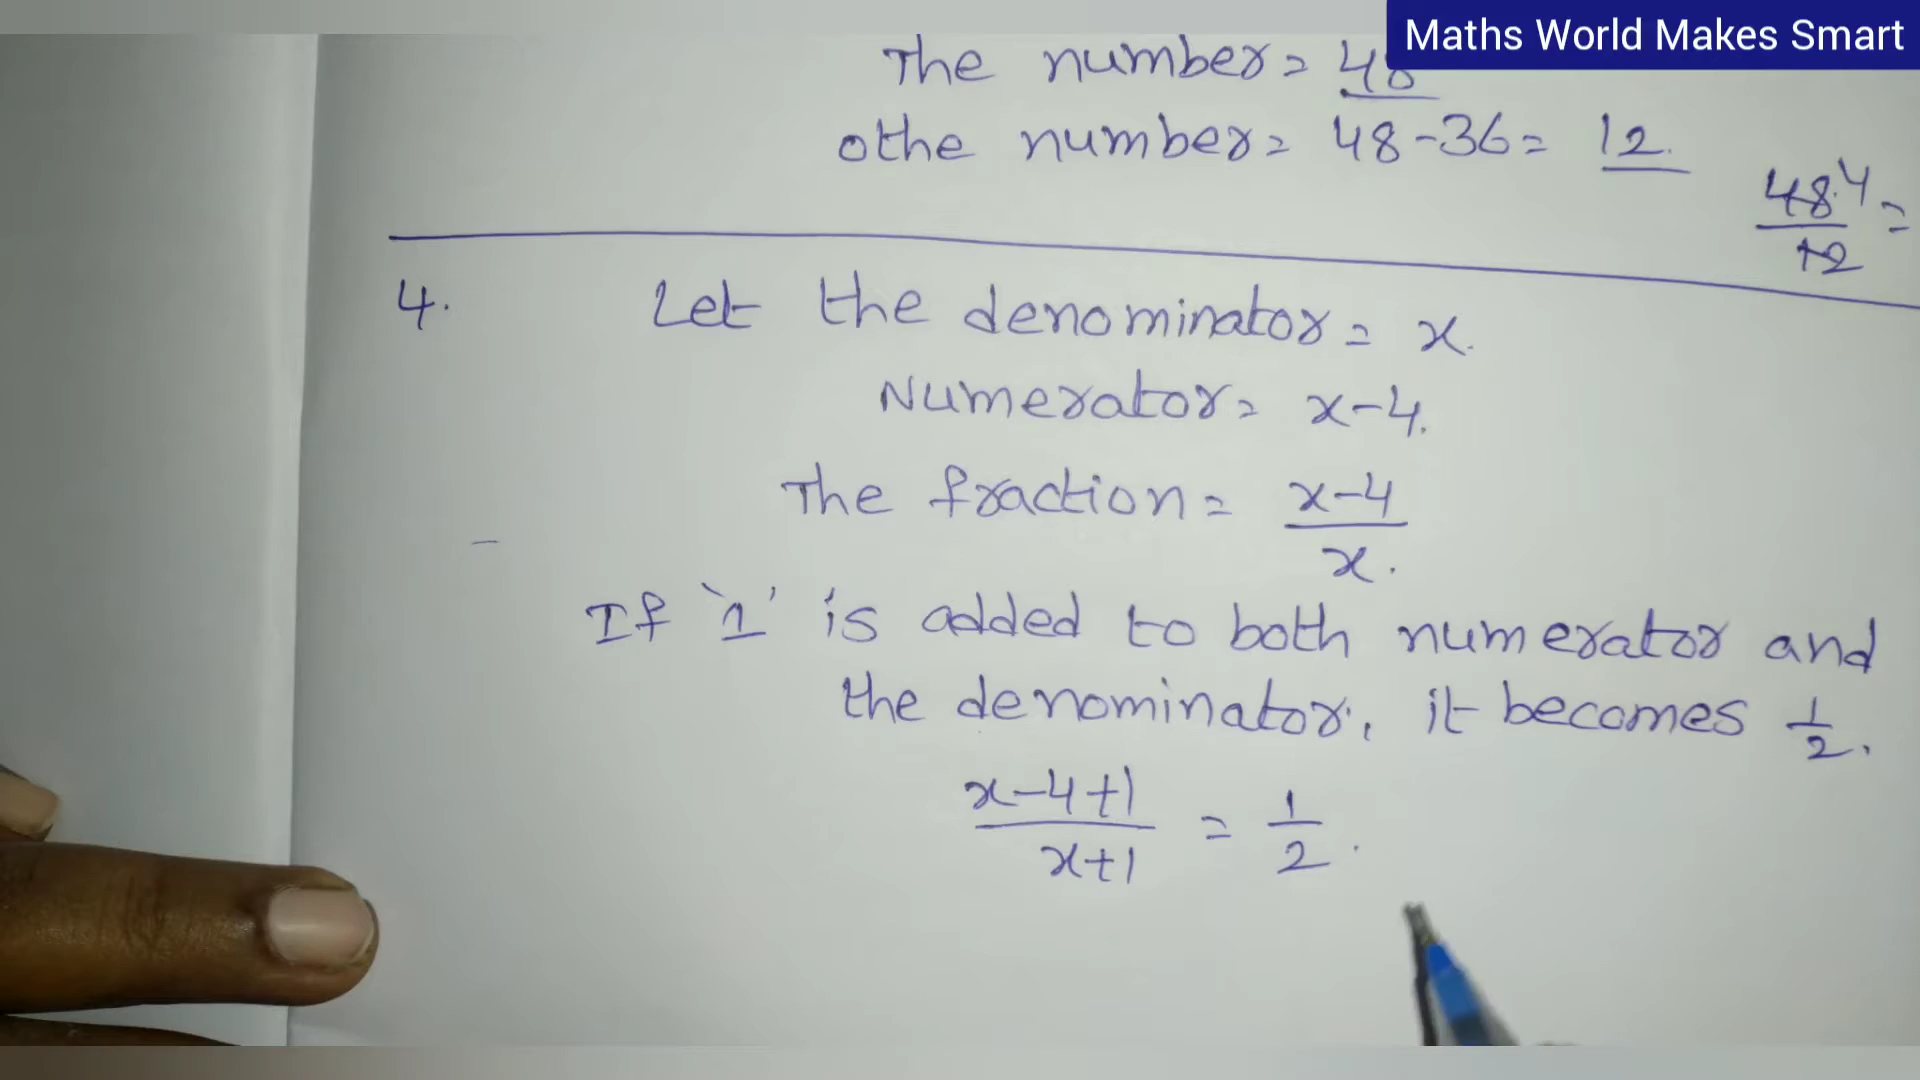 Maths World Makes Smart
The number = 48
othe number = 48-36 = 12.
48 4 =
12
4. Let the denominator = x.
Numerator = x-4.
The fraction = x-4
x.
If '1' is added to both numerator and
the denominator, it becomes 1/2.
x-4+1 = 1
x+1 2.